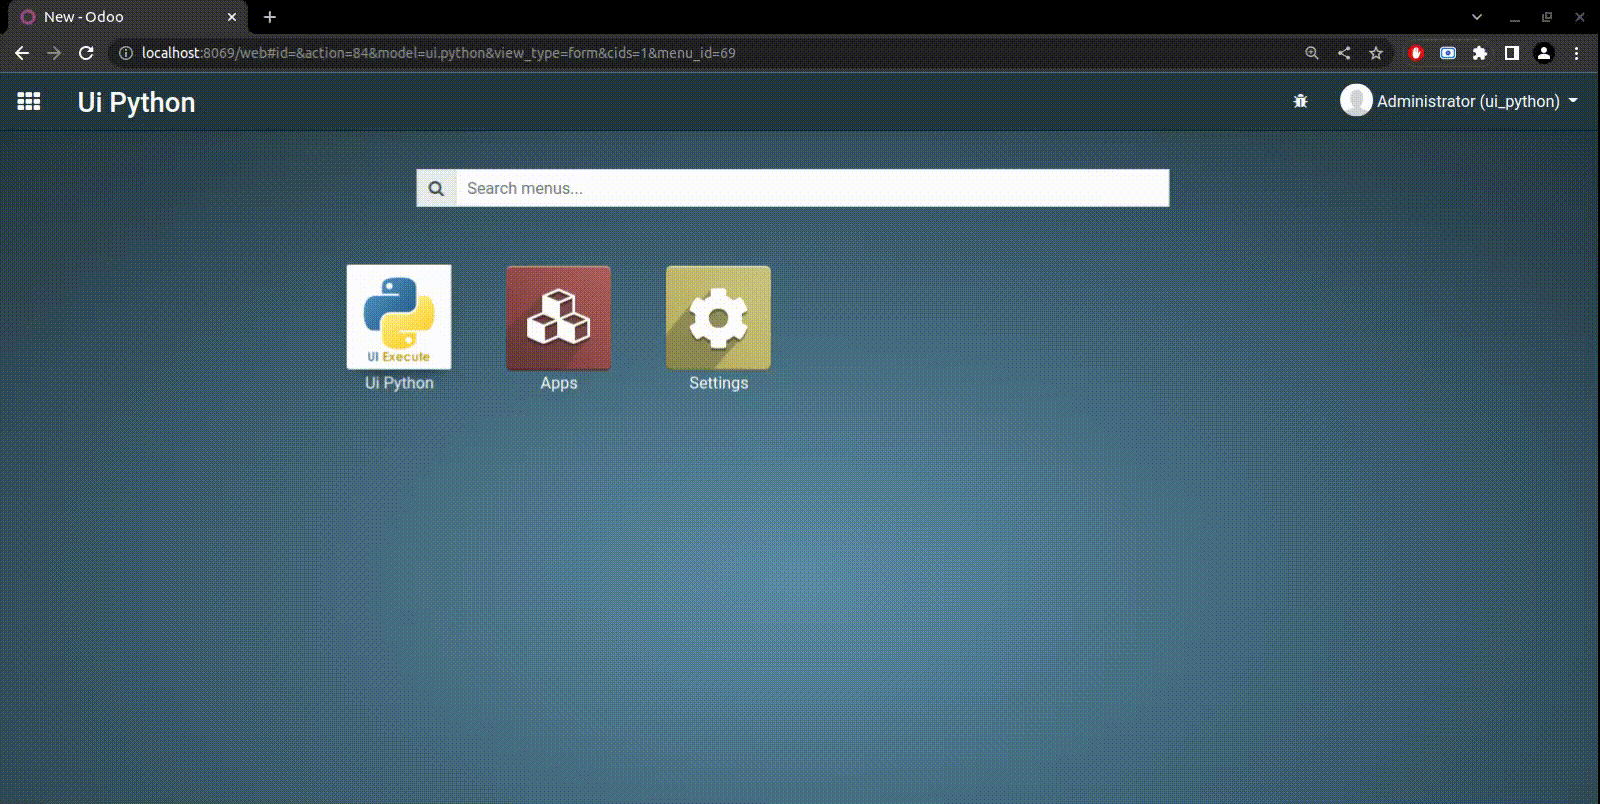 New - Odoo
localhost:8069/web#id=&action=84&model=ui.python&view_type=form&cids=1&menu_id=69
Ui Python
Administrator (ui_python)
Search menus...
UI Execute
Ui Python
Apps
Settings